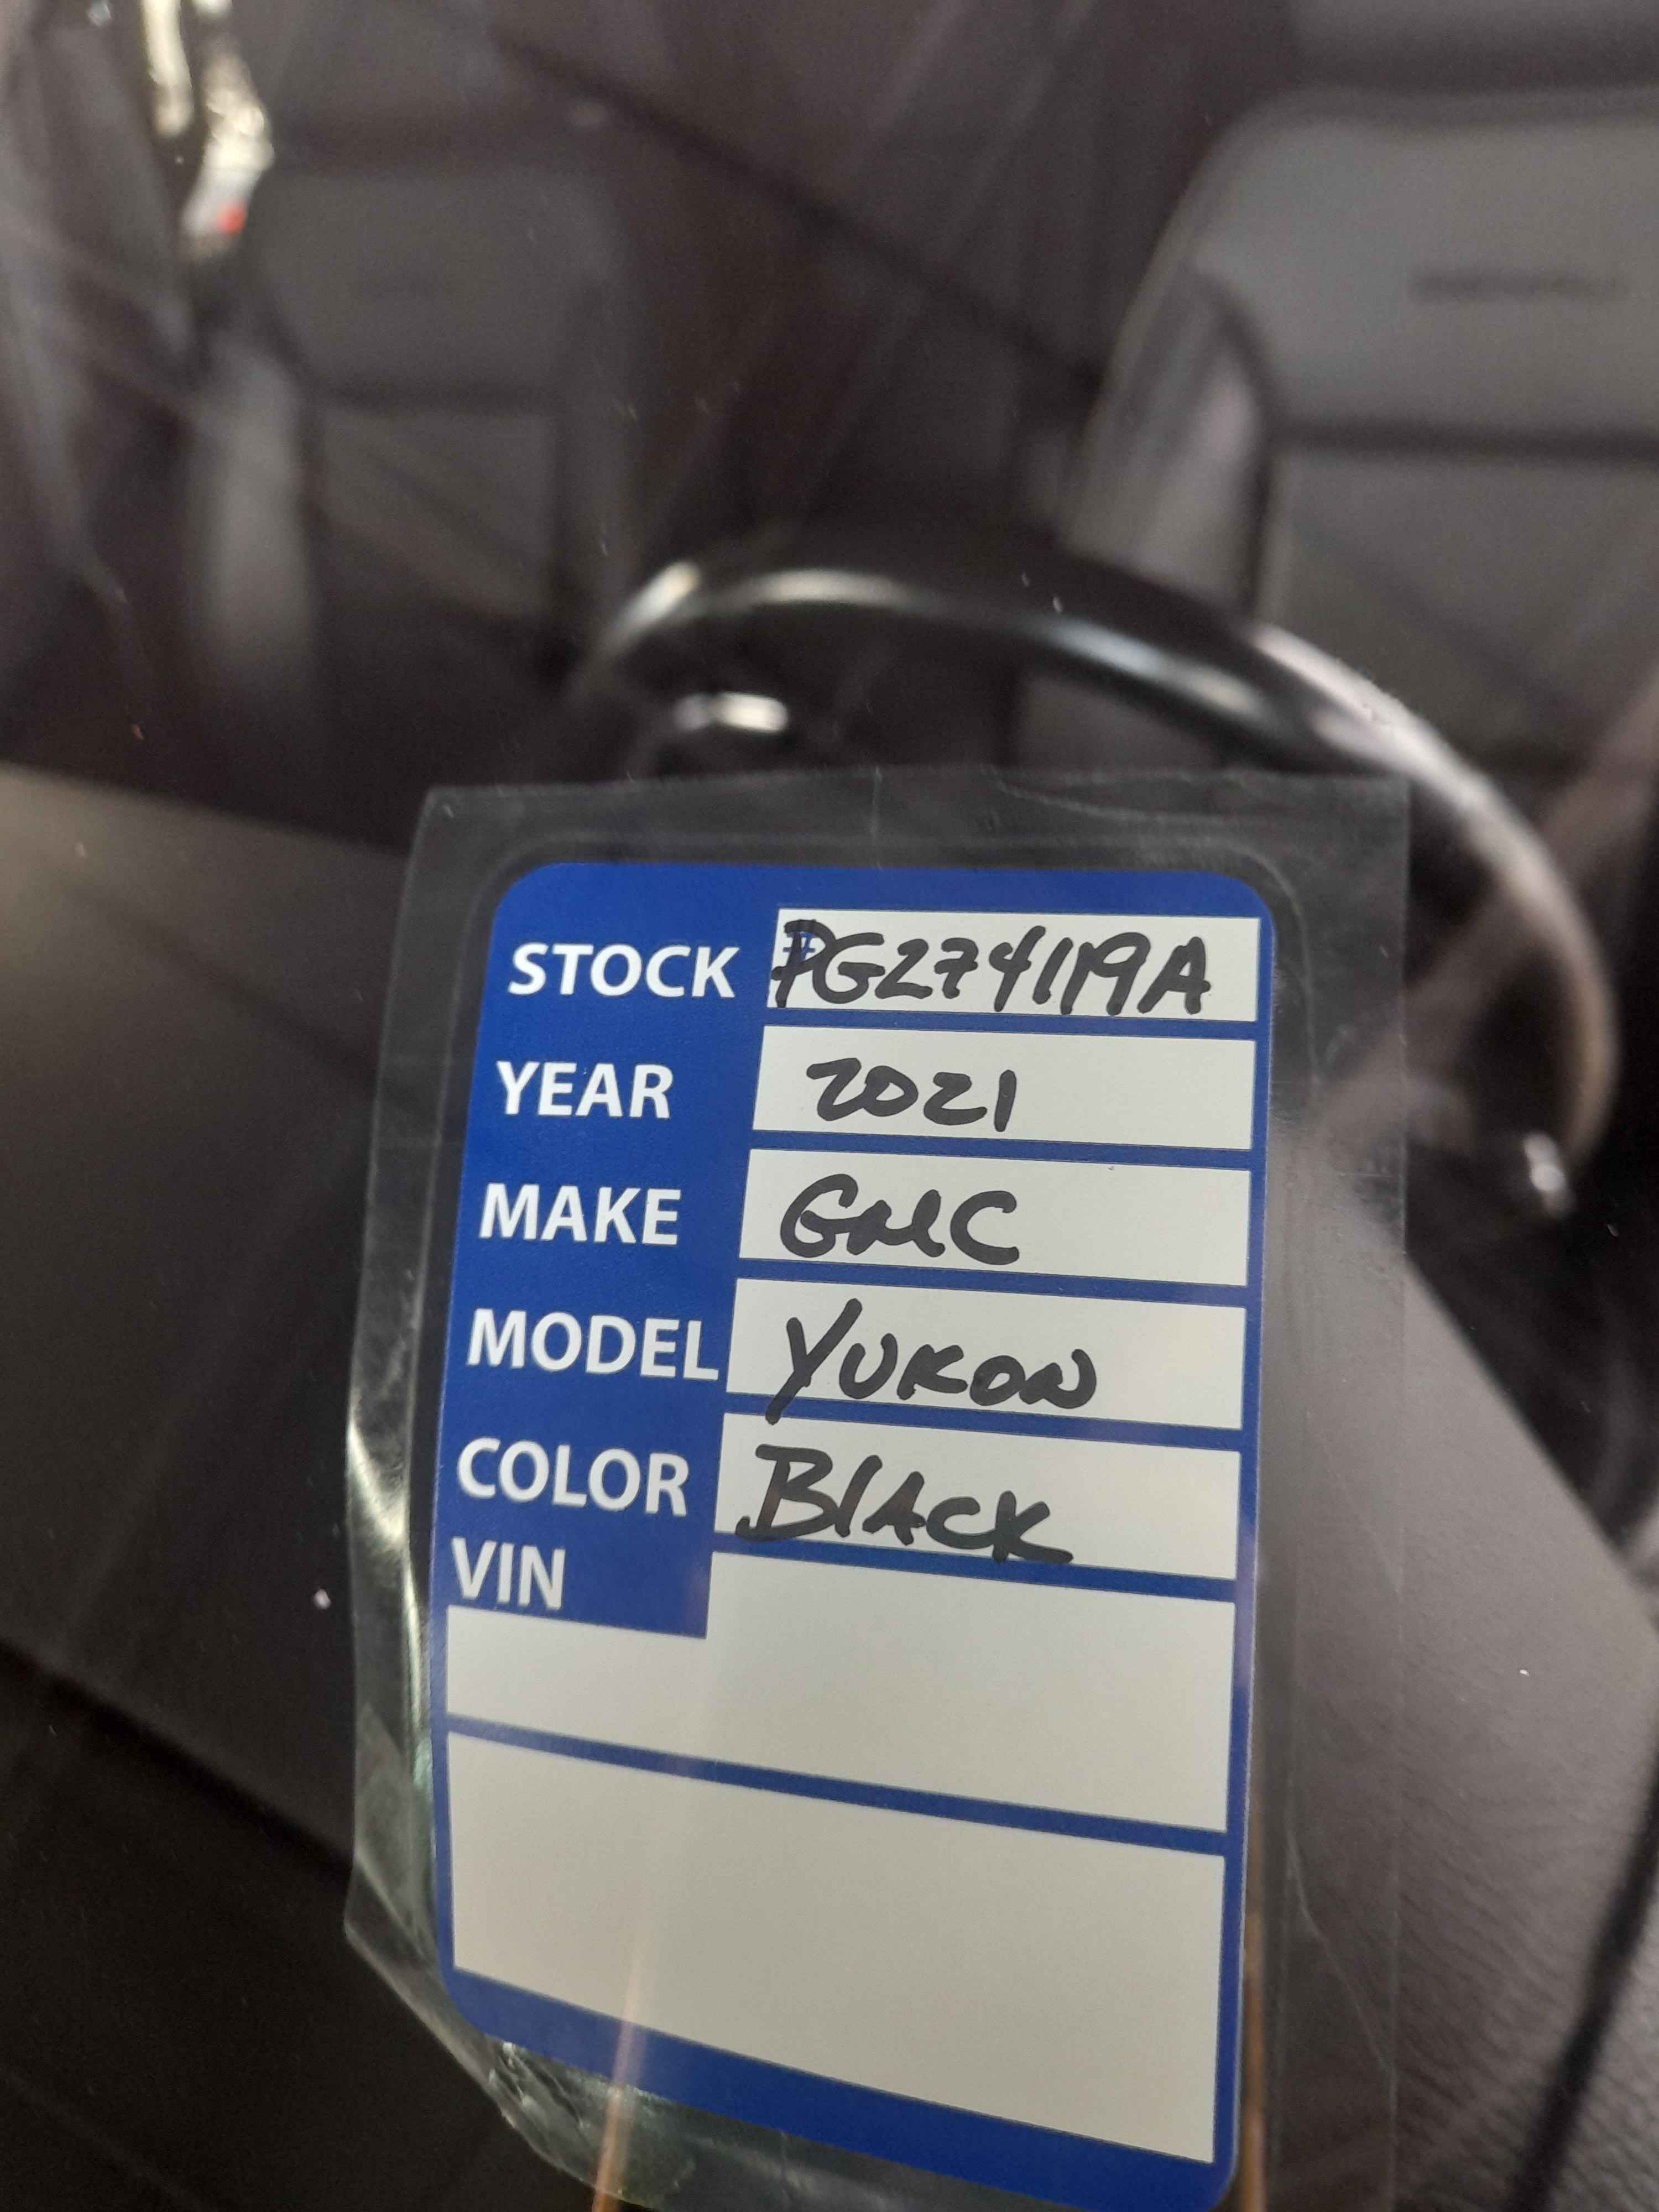 STOCK #PG274119A
YEAR 2021
MAKE GMC
MODEL YUKON
COLOR BlACK
VIN